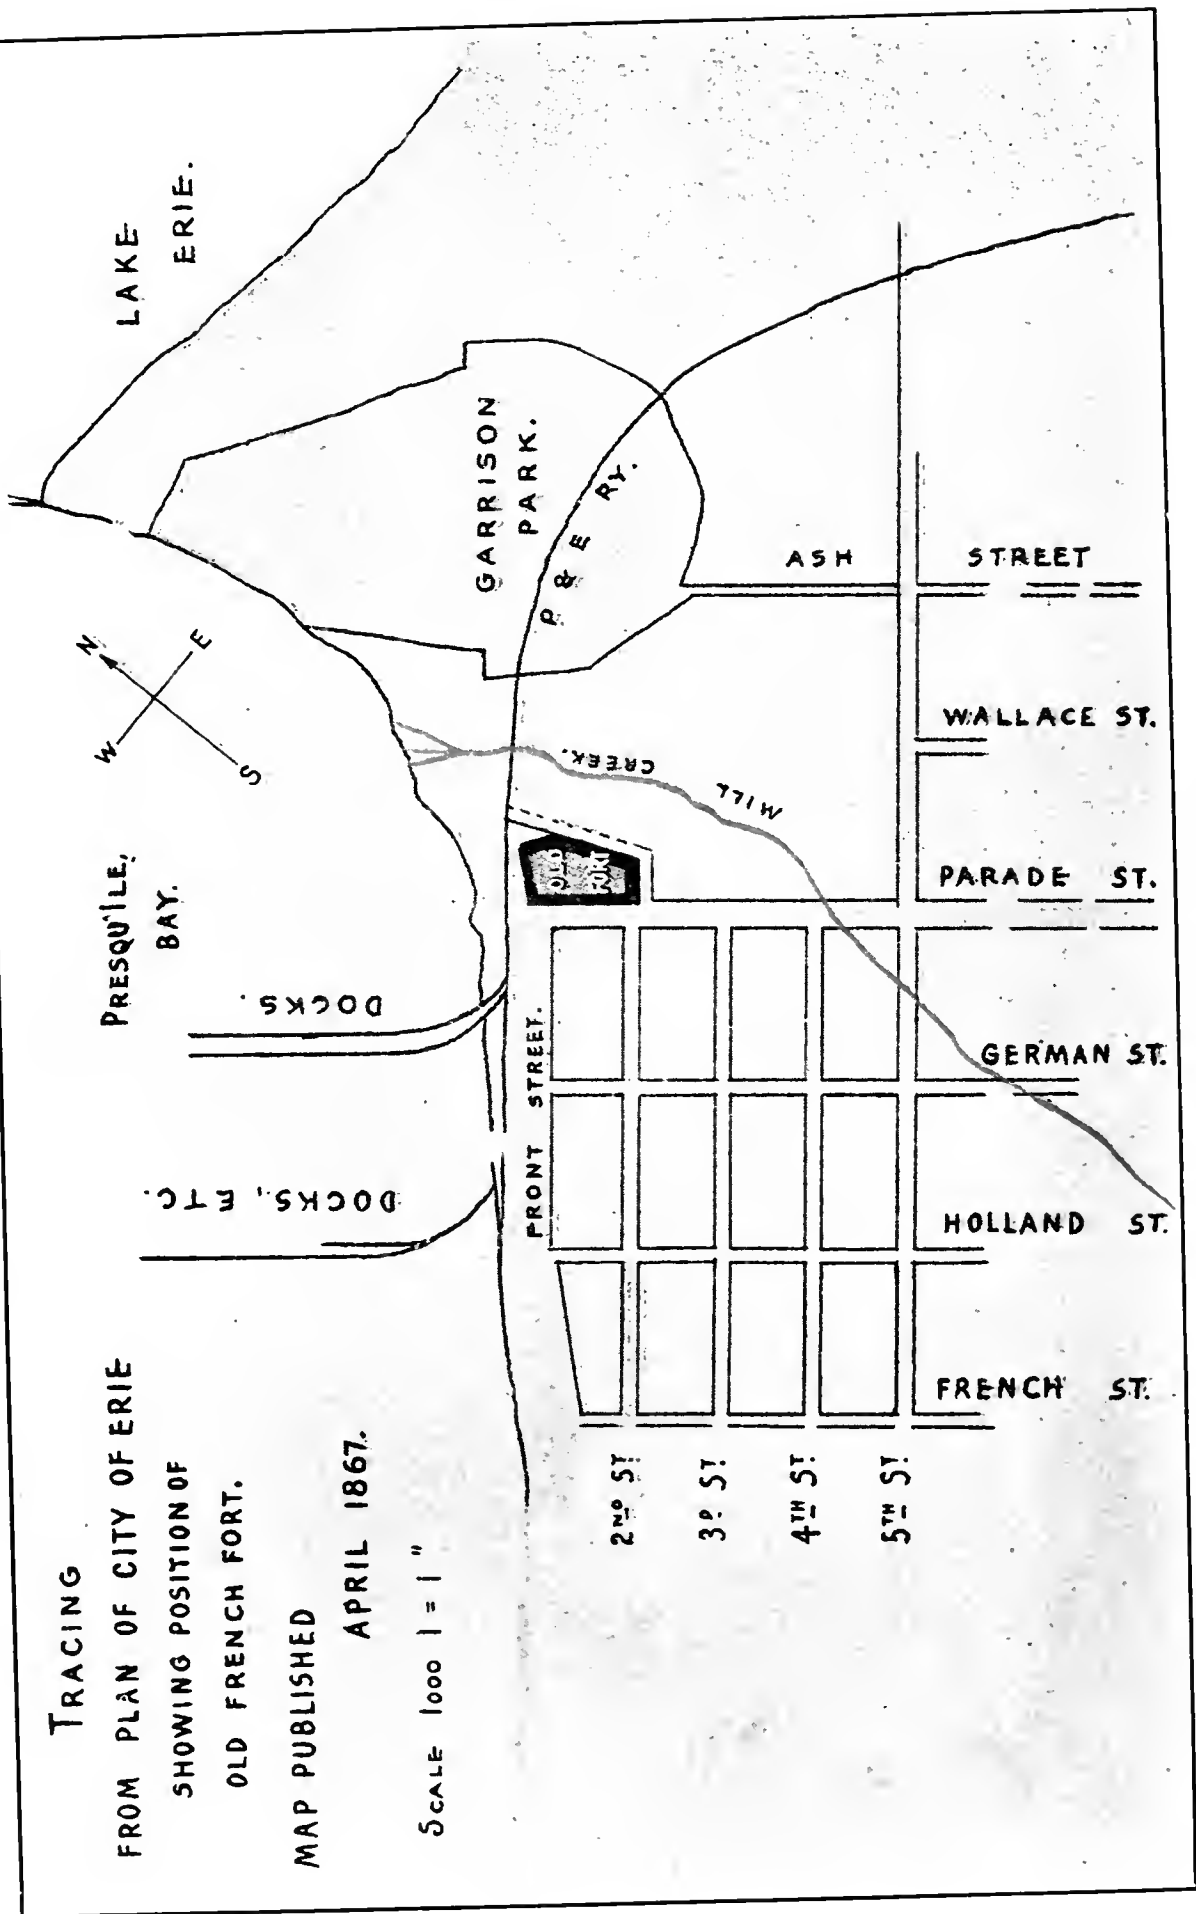 TRACING
FROM PLAN OF CITY OF ERIE
SHOWING POSITION OF
OLD FRENCH FORT.
MAP PUBLISHED
APRIL 1867.
SCALE 1000 1 = 1"
LAKE
ERIE.
PRESQU'ILE,
BAY.
N
E
W
S
DOCKS.
DOCKS, ETC.
GARRISON
PARK.
P & E RY.
MILL CREEK.
OLD
FORT
FRONT STREET.
2ND ST
3D ST
4TH ST
5TH ST
ASH STREET
WALLACE ST.
PARADE ST.
GERMAN ST.
HOLLAND ST.
FRENCH ST.